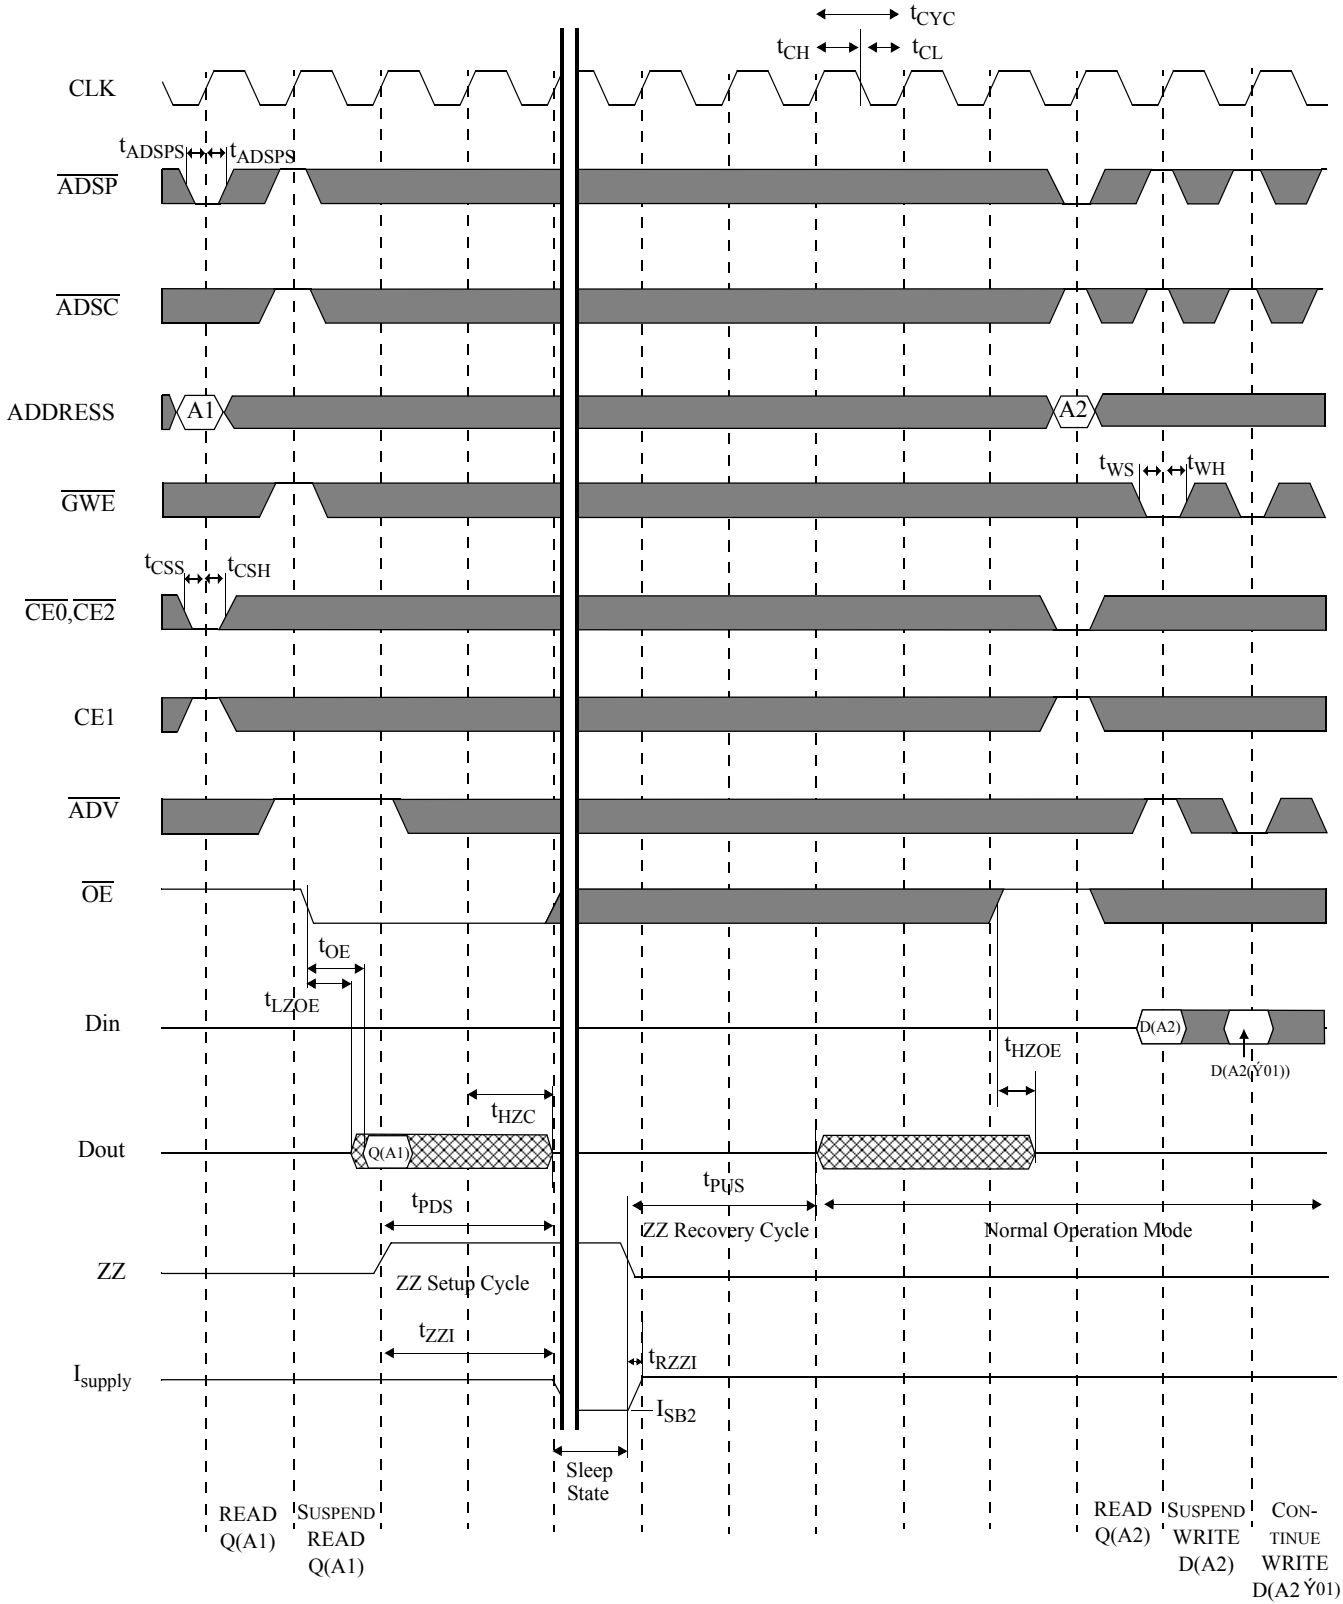 tCYC
tCH
tCL
CLK
tADSPS
tADSPS
ADSP
ADSC
ADDRESS
A1
A2
tWS
tWH
GWE
tCSS
tCSH
CE0,CE2
CE1
ADV
OE
tOE
tLZOE
Din
D(A2)
tHZOE
D(A2(Ý01))
tHZC
Dout
Q(A1)
tPUS
tPDS
ZZ Recovery Cycle
Normal Operation Mode
ZZ
ZZ Setup Cycle
tZZI
tRZZI
Isupply
ISB2
Sleep
State
READ
Q(A1)
SUSPEND
READ
Q(A1)
READ
Q(A2)
SUSPEND
WRITE
D(A2)
CON-
TINUE
WRITE
D(A2 Ý01)